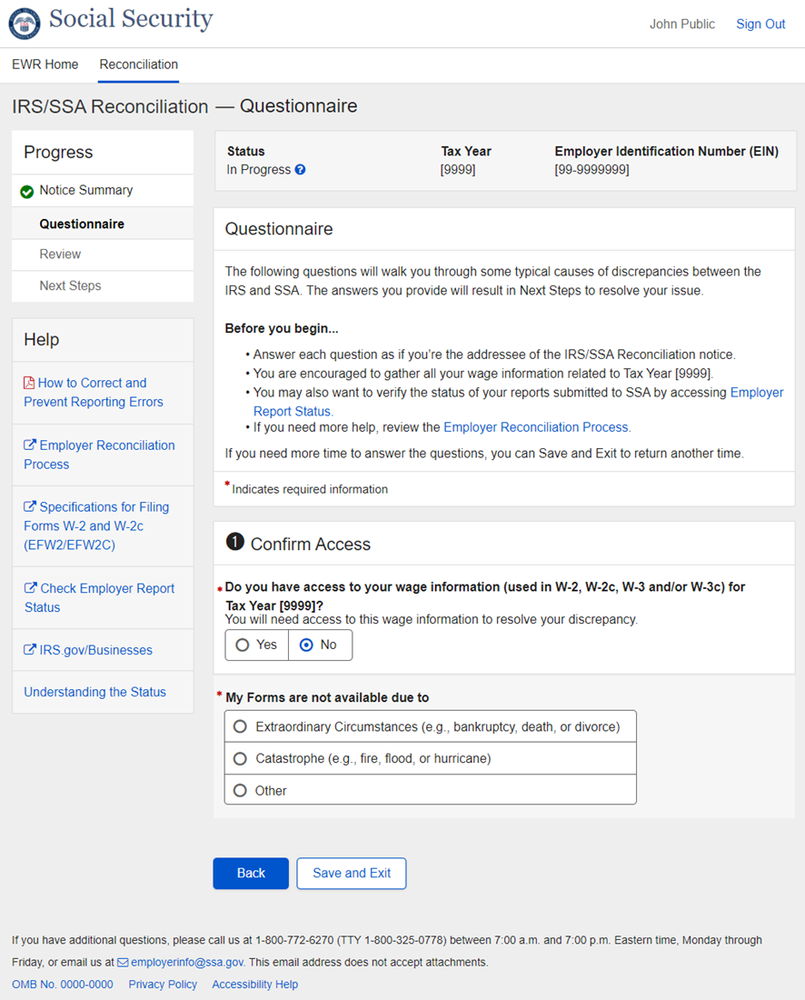 Social Security
John Public
Sign Out
EWR Home
Reconciliation
IRS/SSA Reconciliation — Questionnaire
Progress
Notice Summary
Questionnaire
Review
Next Steps
Help
How to Correct and
Prevent Reporting Errors
Employer Reconciliation
Process
Specifications for Filing
Forms W-2 and W-2c
(EFW2/EFW2C)
Check Employer Report
Status
IRS.gov/Businesses
Understanding the Status
Status
In Progress ?
Tax Year
[9999]
Employer Identification Number (EIN)
[99-9999999]
Questionnaire
The following questions will walk you through some typical causes of discrepancies between the
IRS and SSA. The answers you provide will result in Next Steps to resolve your issue.
Before you begin...
• Answer each question as if you’re the addressee of the IRS/SSA Reconciliation notice.
• You are encouraged to gather all your wage information related to Tax Year [9999].
• You may also want to verify the status of your reports submitted to SSA by accessing Employer
Report Status.
• If you need more help, review the Employer Reconciliation Process.
If you need more time to answer the questions, you can Save and Exit to return another time.
* Indicates required information
1 Confirm Access
* Do you have access to your wage information (used in W-2, W-2c, W-3 and/or W-3c) for
Tax Year [9999]?
You will need access to this wage information to resolve your discrepancy.
Yes
No
* My Forms are not available due to
Extraordinary Circumstances (e.g., bankruptcy, death, or divorce)
Catastrophe (e.g., fire, flood, or hurricane)
Other
Back
Save and Exit
If you have additional questions, please call us at 1-800-772-6270 (TTY 1-800-325-0778) between 7:00 a.m. and 7:00 p.m. Eastern time, Monday through
Friday, or email us at employerinfo@ssa.gov. This email address does not accept attachments.
OMB No. 0000-0000
Privacy Policy
Accessibility Help